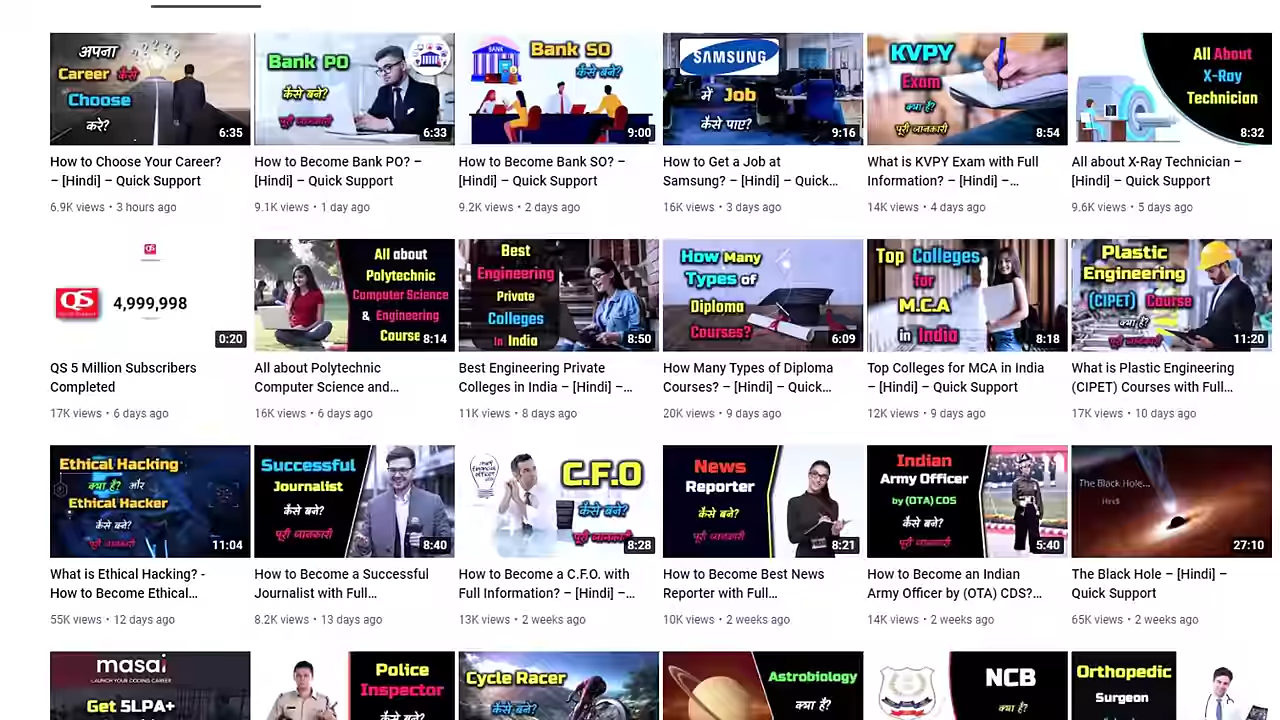 अपना
Career कैसे
Choose
करे?
6:35
Bank PO
कैसे बने?
पूरी जानकारी
6:33
BANK
Bank SO
कैसे बने?
9:00
SAMSUNG
में Job
कैसे पाए?
9:16
KVPY
Exam
क्या है?
पूरी जानकारी
8:54
All About
X-Ray
Technician
8:32
How to Choose Your Career?
– [Hindi] – Quick Support
6.9K views • 3 hours ago
How to Become Bank PO? –
[Hindi] – Quick Support
9.1K views • 1 day ago
How to Become Bank SO? –
[Hindi] – Quick Support
9.2K views • 2 days ago
How to Get a Job at
Samsung? – [Hindi] – Quick...
16K views • 3 days ago
What is KVPY Exam with Full
Information? – [Hindi] –...
14K views • 4 days ago
All about X-Ray Technician –
[Hindi] – Quick Support
9.6K views • 5 days ago
QS
QS
4,999,998
0:20
All about
Polytechnic
Computer Science
& Engineering
Course
8:14
Best
Engineering
Private
Colleges
in India
8:50
How Many
Types of
Diploma
Courses?
6:09
Top Colleges
for
M.C.A
in India
8:18
Plastic
Engineering
(CIPET) Course
क्या है?
पूरी जानकारी
11:20
QS 5 Million Subscribers
Completed
17K views • 6 days ago
All about Polytechnic
Computer Science and...
16K views • 6 days ago
Best Engineering Private
Colleges in India – [Hindi] –...
11K views • 8 days ago
How Many Types of Diploma
Courses? – [Hindi] – Quick...
20K views • 9 days ago
Top Colleges for MCA in India
– [Hindi] – Quick Support
12K views • 9 days ago
What is Plastic Engineering
(CIPET) Courses with Full...
17K views • 10 days ago
Ethical Hacking
क्या है? और
Ethical Hacker
कैसे बने?
पूरी जानकारी
11:04
Successful
Journalist
कैसे बने?
पूरी जानकारी
8:40
C.F.O
कैसे बने?
पूरी जानकारी
8:28
News
Reporter
कैसे बने?
पूरी जानकारी
8:21
Indian
Army Officer
by (OTA) CDS
कैसे बने?
पूरी जानकारी
5:40
The Black Hole...
Hindi
27:10
What is Ethical Hacking? -
How to Become Ethical...
55K views • 12 days ago
How to Become a Successful
Journalist with Full...
8.2K views • 13 days ago
How to Become a C.F.O. with
Full Information? – [Hindi] –...
13K views • 2 weeks ago
How to Become Best News
Reporter with Full...
10K views • 2 weeks ago
How to Become an Indian
Army Officer by (OTA) CDS?...
14K views • 2 weeks ago
The Black Hole – [Hindi] –
Quick Support
65K views • 2 weeks ago
masai
LAUNCH YOUR CODING CAREER
Get 5LPA+
Police
Inspector
कैसे बने?
Cycle Racer
कैसे बने?
Astrobiology
क्या है?
NCB
क्या है?
Orthopedic
Surgeon